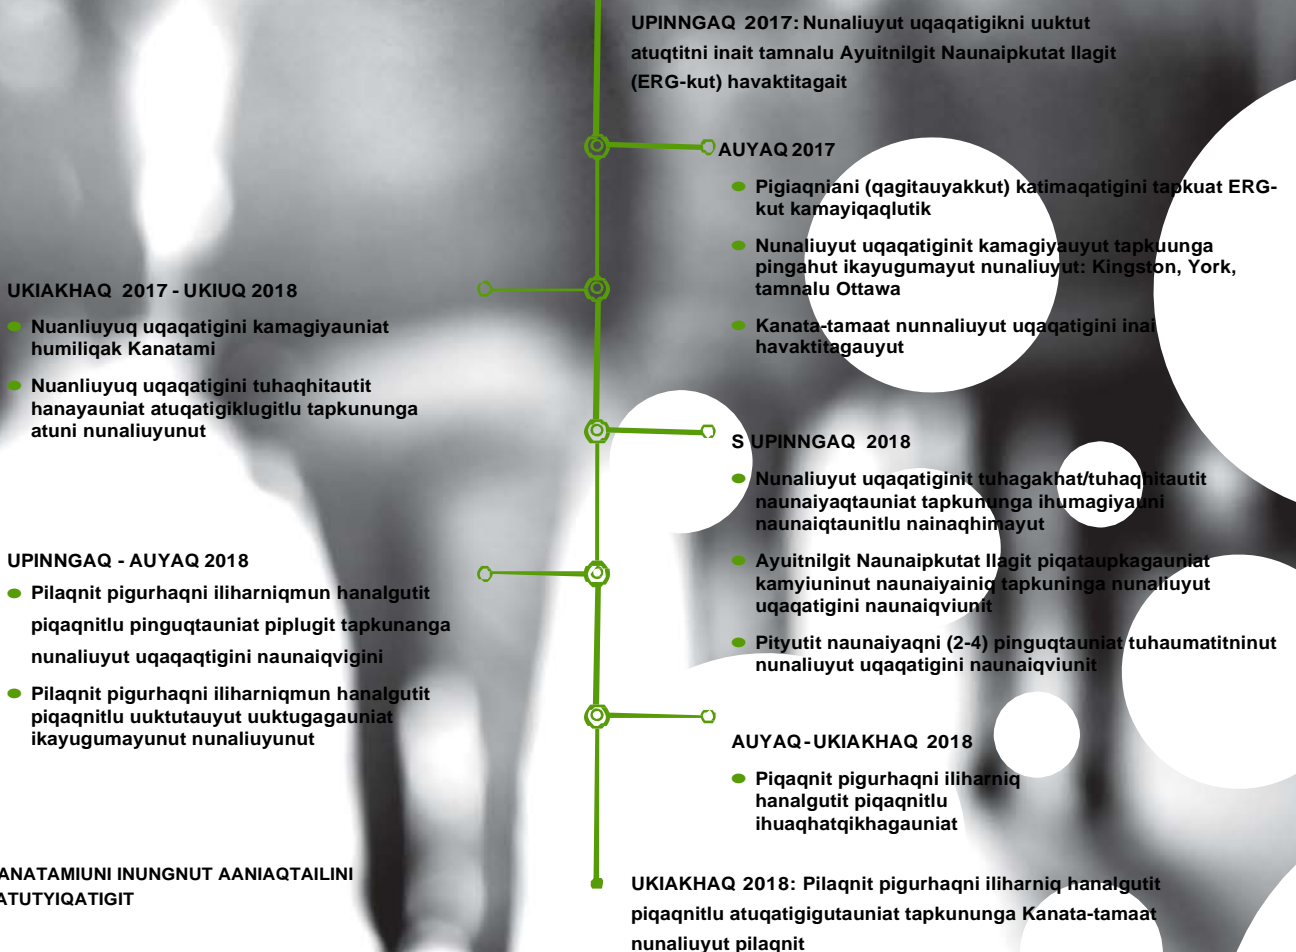 UPINNGAQ 2017: Nunaliuyut uqaqatigikni uuktut
atuqtitni inait tamnalu Ayuitnilgit Naunaipkutat Ilagit
(ERG-kut) havaktitagait
AUYAQ 2017
Pigiaqniani (qagitauyakkut) katimaqatigini tapkuat ERG-
kut kamayiqaqlutik
Nunaliuyut uqaqatiginit kamagiyauyut tapkuunga
pingahut ikayugumayut nunaliuyut: Kingston, York,
tamnalu Ottawa
Kanata-tamaat nunnaliuyut uqaqatigini inai
havaktitagauyut
UKIAKHAQ 2017 - UKIUQ 2018
Nuanliuyuq uqaqatigini kamagiyauniat
humiliqak Kanatami
Nuanliuyuq uqaqatigini tuhaqhitautit
hanayauniat atuqatigiklugitlu tapkununga
atuni nunaliuyunut
S UPINNGAQ 2018
Nunaliuyut uqaqatiginit tuhagakhat/tuhaqhitautit
naunaiyaqtauniat tapkununga ihumagiyauni
naunaiqtaunitlu nainaqhimayut
Ayuitnilgit Naunaipkutat Ilagit piqataupkagauniat
kamyiuninut naunaiyainiq tapkuninga nunaliuyut
uqaqatigini naunaiqviunit
Pityutit naunaiyaqni (2-4) pinguqtauniat tuhaumatitninut
nunaliuyut uqaqatigini naunaiqviunit
UPINNGAQ - AUYAQ 2018
Pilaqnit pigurhaqni iliharniqmun hanalgutit
piqaqnitlu pinguqtauniat piplugit tapkunanga
nunaliuyut uqaqaqtigini naunaiqvigini
Pilaqnit pigurhaqni iliharniqmun hanalgutit
piqaqnitlu uuktutauyut uuktugagauniat
ikayugumayunut nunaliuyunut
AUYAQ-UKIAKHAQ 2018
Piqaqnit pigurhaqni iliharniq
hanalgutit piqaqnitlu
ihuaqhatqikhagauniat
UKIAKHAQ 2018: Pilaqnit pigurhaqni iliharniq hanalgutit
piqaqnitlu atuqatigigutauniat tapkununga Kanata-tamaat
nunaliuyut pilaqnit
ANATAMIUNI INUNGNUT AANIAQTAILINI
ATUTYIQATIGIT